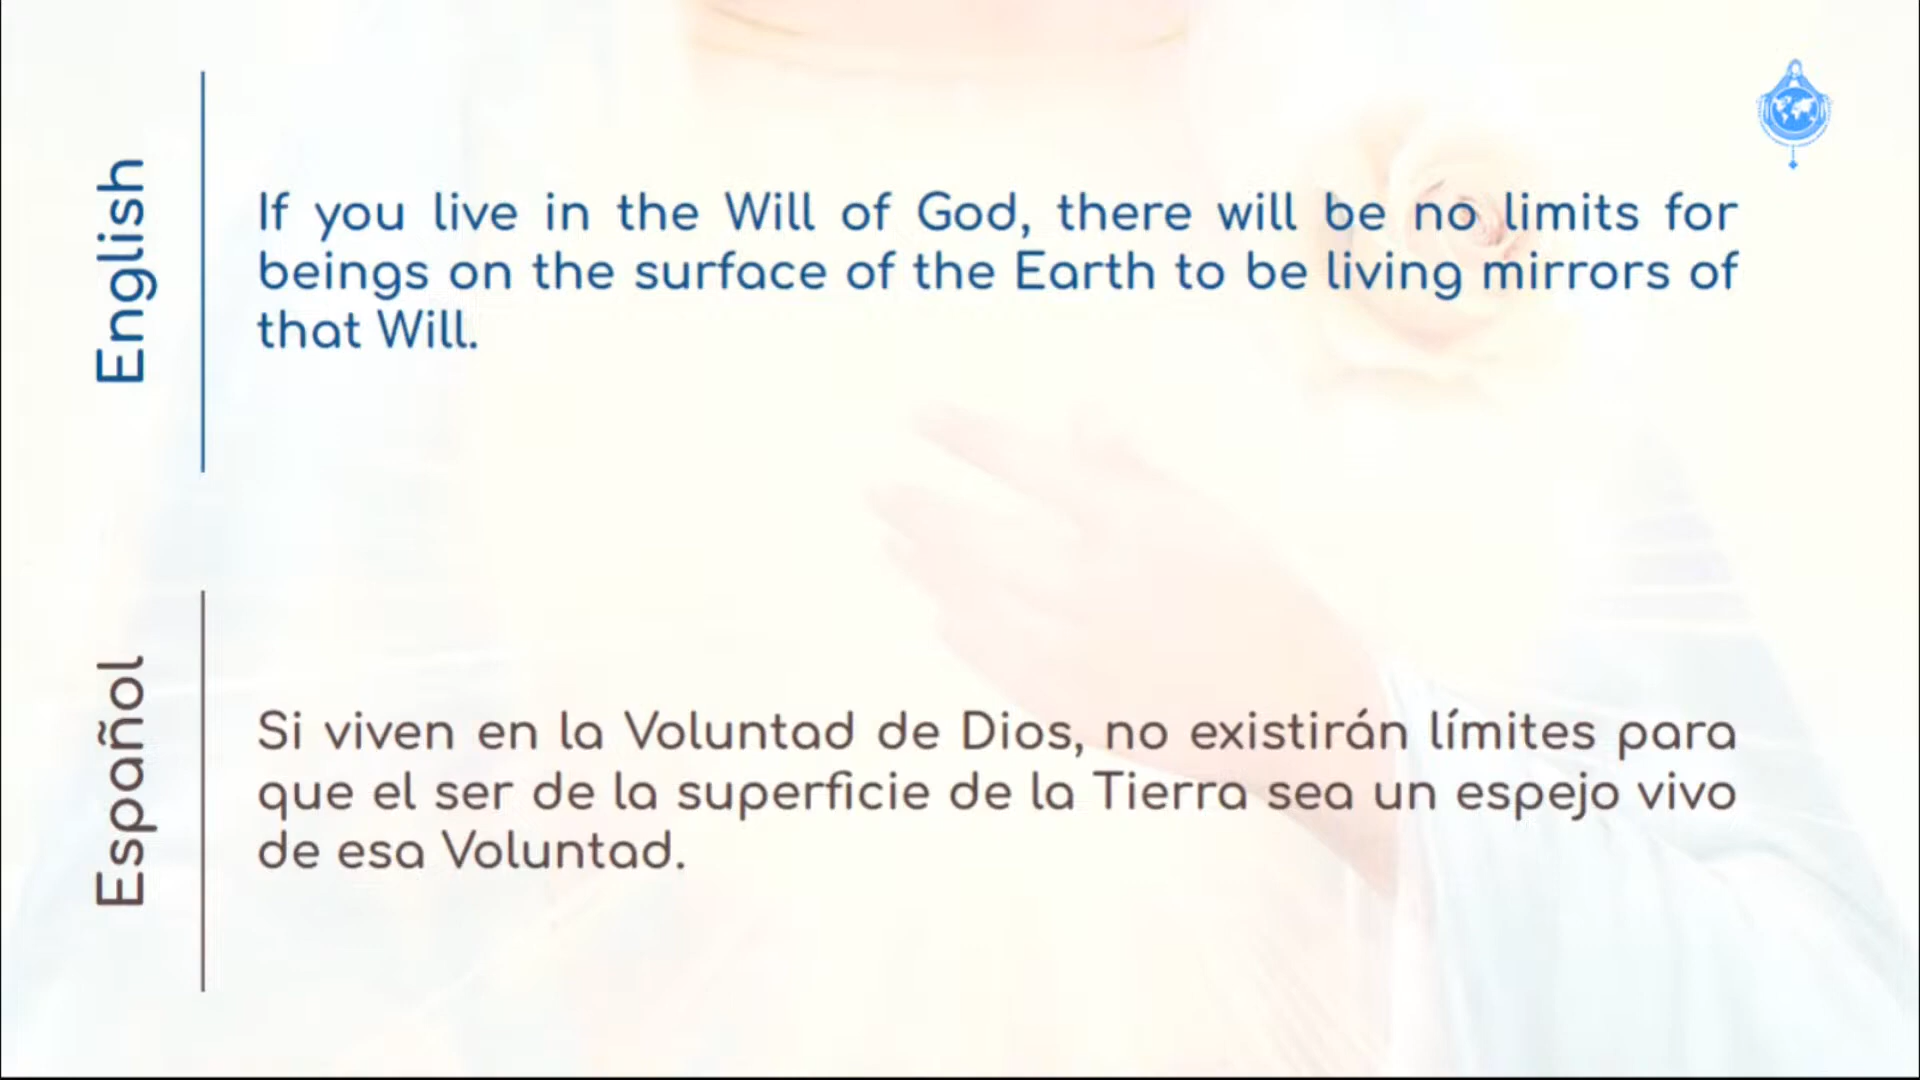 English
If you live in the Will of God, there will be no limits for
beings on the surface of the Earth to be living mirrors of
that Will.
Español
Si viven en la Voluntad de Dios, no existirán límites para
que el ser de la superficie de la Tierra sea un espejo vivo
de esa Voluntad.